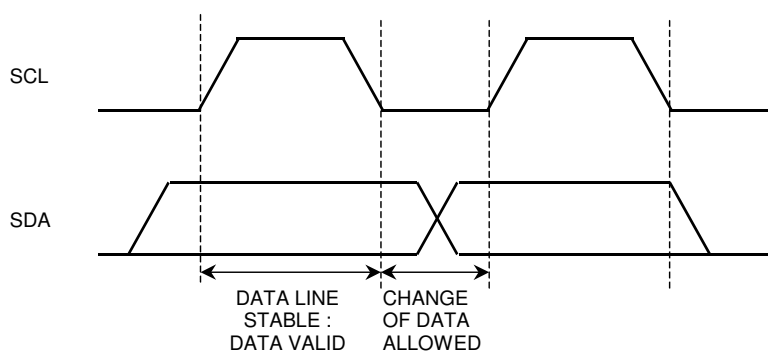 SCL
SDA
DATA LINE
STABLE :
DATA VALID
CHANGE
OF DATA
ALLOWED